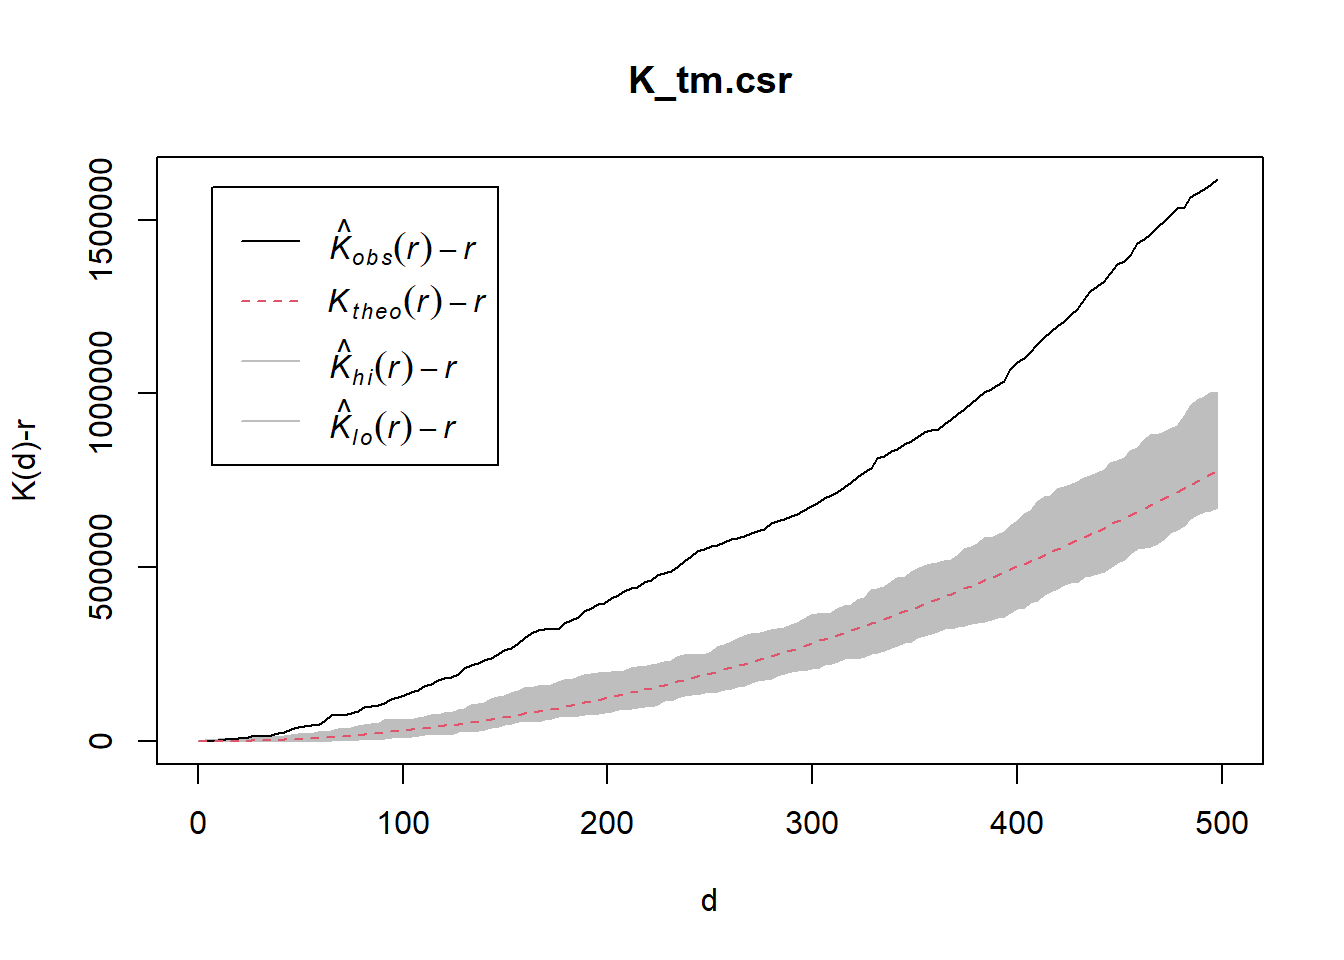 K_tm.csr
K̂obs(r) − r
Ktheo(r) − r
K̂hi(r) − r
K̂lo(r) − r
K(d)-r
1500000
1000000
500000
0
0 100 200 300 400 500
d